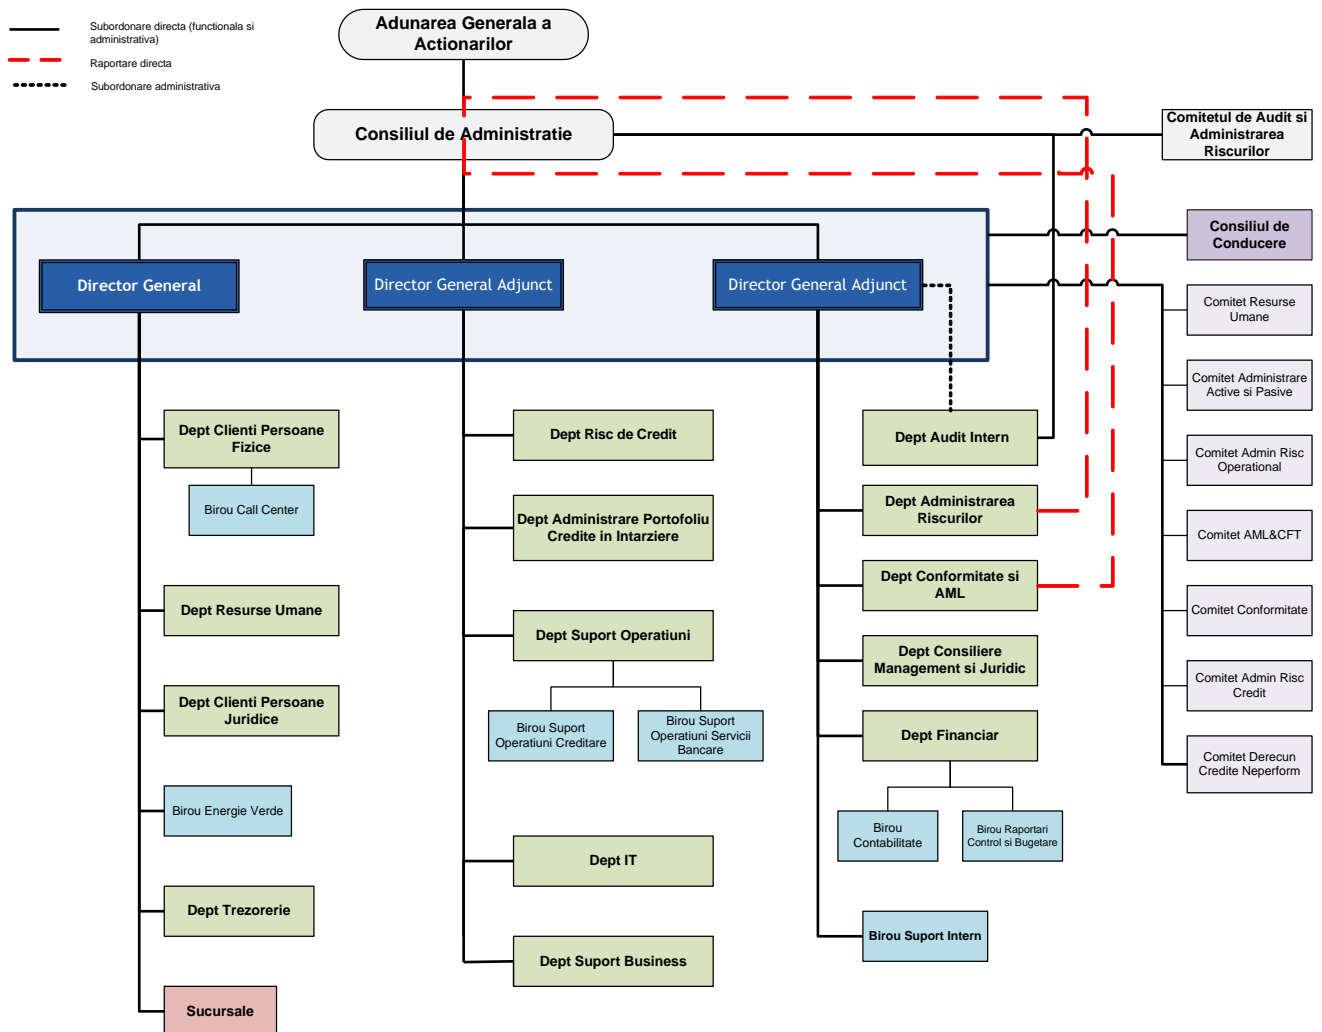 Subordonare directa (functionala si
administrativa)
Raportare directa
Subordonare administrativa
Adunarea Generala a
Actionarilor
Consiliul de Administratie
Comitetul de Audit si
Administrarea
Riscurilor
Consiliul de
Conducere
Director General
Director General Adjunct
Director General Adjunct
Comitet Resurse
Umane
Comitet Administrare
Active si Pasive
Comitet Admin Risc
Operational
Comitet AML&CFT
Comitet Conformitate
Comitet Admin Risc
Credit
Comitet Derecun
Credite Neperform
Dept Clienti Persoane
Fizice
Birou Call Center
Dept Resurse Umane
Dept Clienti Persoane
Juridice
Birou Energie Verde
Dept Trezorerie
Sucursale
Dept Risc de Credit
Dept Administrare Portofoliu
Credite in Intarziere
Dept Suport Operatiuni
Birou Suport
Operatiuni Creditare
Birou Suport
Operatiuni Servicii
Bancare
Dept IT
Dept Suport Business
Dept Audit Intern
Dept Administrarea
Riscurilor
Dept Conformitate si
AML
Dept Consiliere
Management si Juridic
Dept Financiar
Birou
Contabilitate
Birou Raportari
Control si Bugetare
Birou Suport Intern